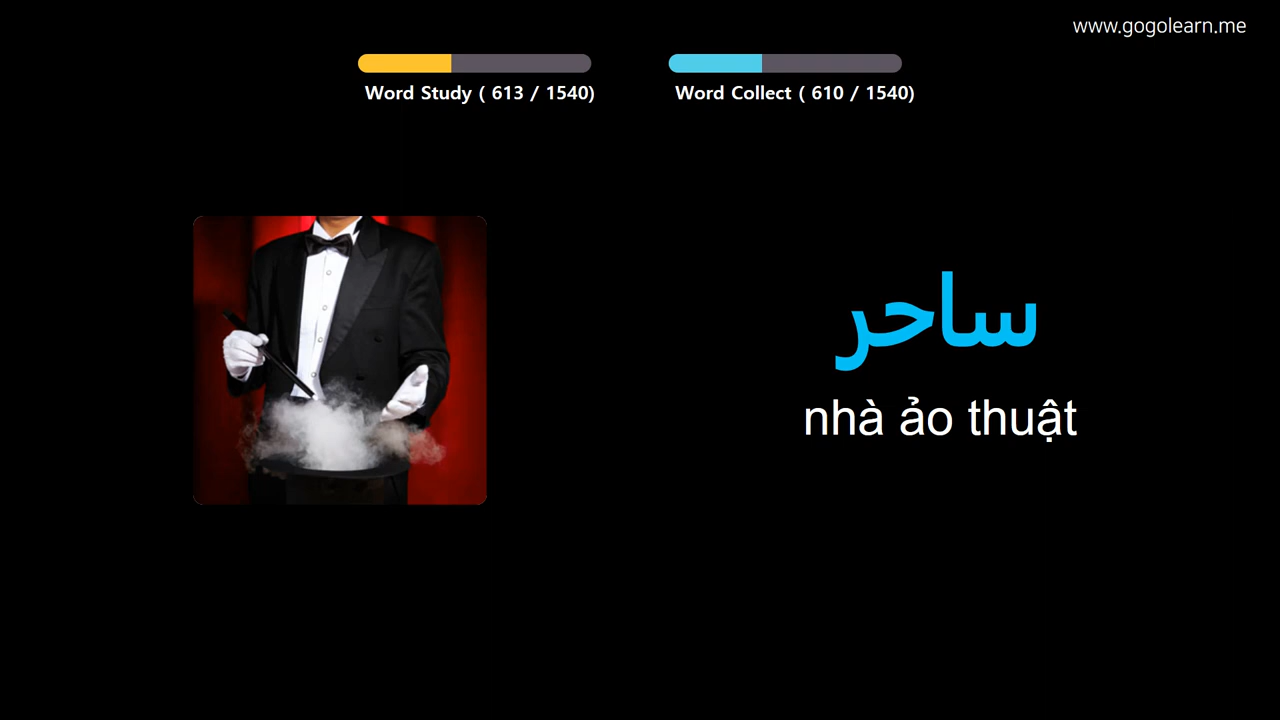 www.gogolearn.me
Word Study ( 613 / 1540)
Word Collect ( 610 / 1540)
ساحر
nhà ảo thuật